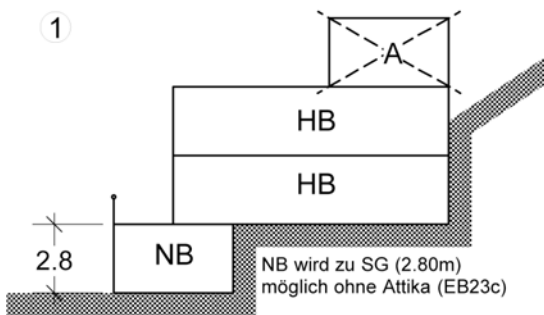 1
A
HB
HB
2.8
NB
NB wird zu SG (2.80m)
möglich ohne Attika (EB23c)